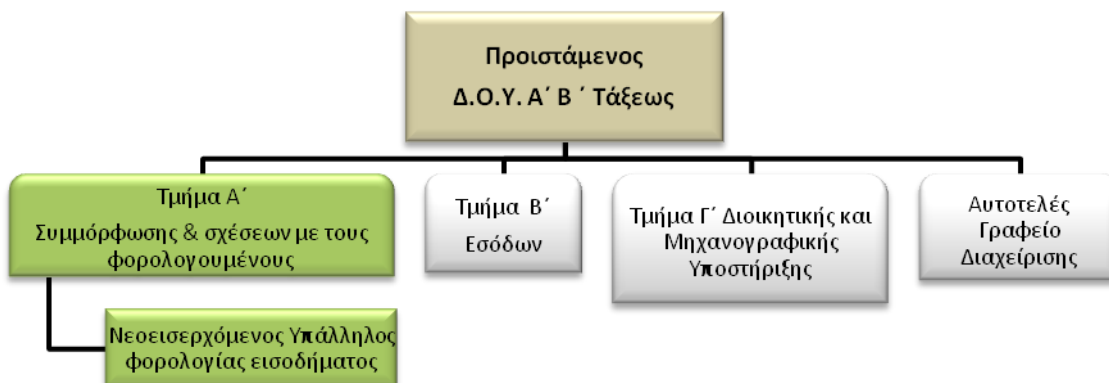 Προιστάμενος
Δ.Ο.Υ. Α΄ Β ΄ Τάξεως
Τμήμα Α΄
Συμμόρφωσης & σχέσεων με τους
φορολογουμένους
Τμήμα Β΄
Εσόδων
Τμήμα Γ΄ Διοικητικής και
Μηχανογραφικής
Υποστήριξης
Αυτοτελές
Γραφείο
Διαχείρισης
Νεοεισερχόμενος Υπάλληλος
φορολογίας εισοδήματος